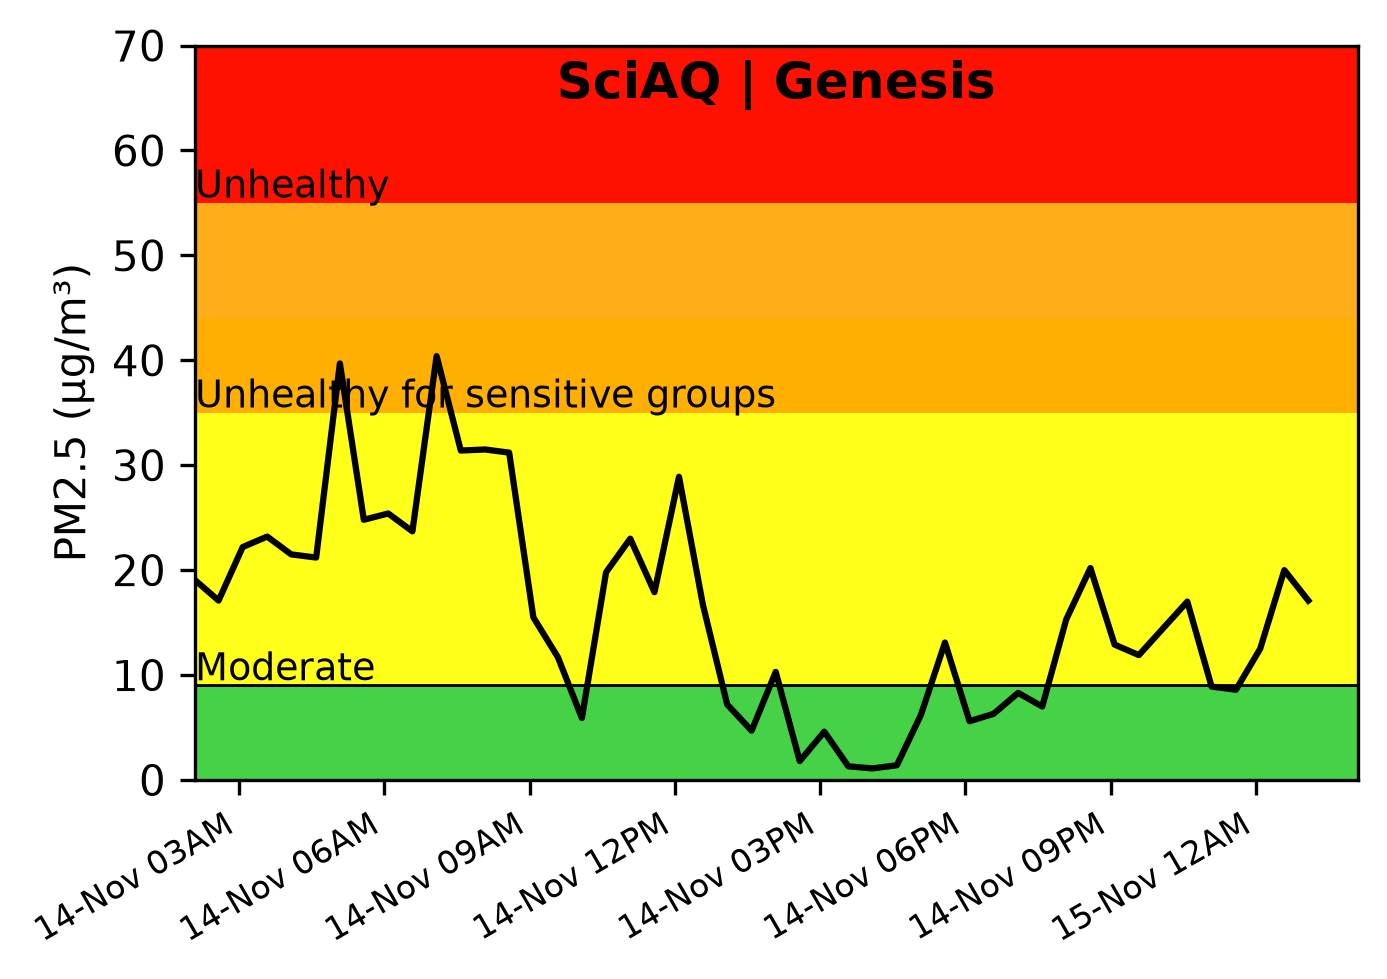 SciAQ | Genesis
70
60
50
40
30
20
10
0
PM2.5 (µg/m³)
Unhealthy
Unhealthy for sensitive groups
Moderate
14-Nov 03AM
14-Nov 06AM
14-Nov 09AM
14-Nov 12PM
14-Nov 03PM
14-Nov 06PM
14-Nov 09PM
15-Nov 12AM